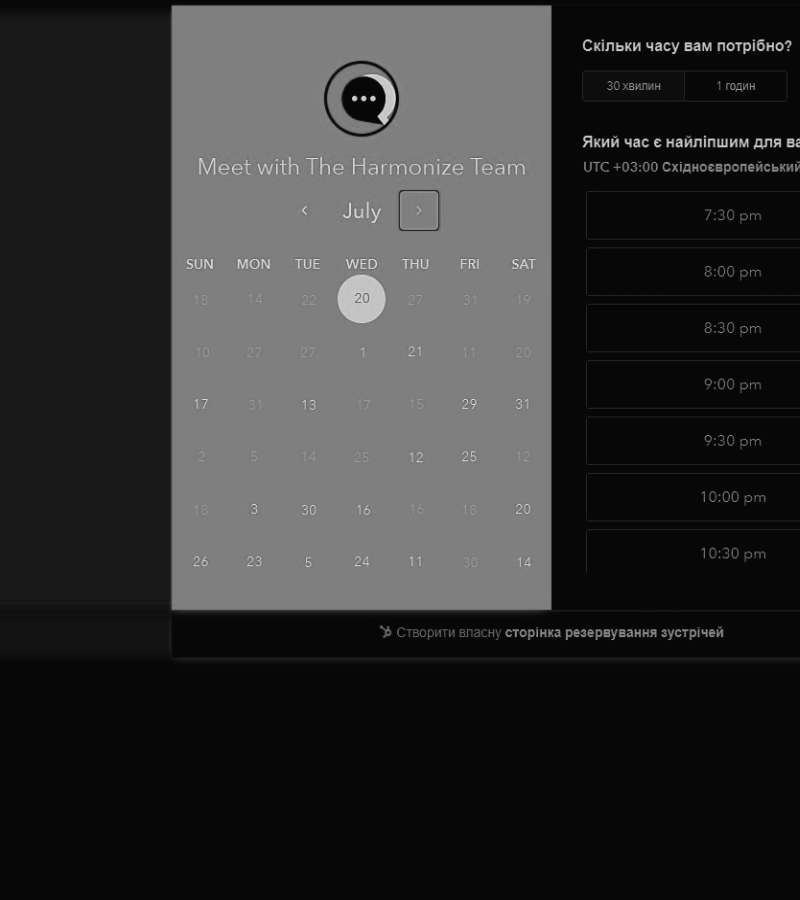 Meet with The Harmonize Team
July
SUN MON TUE WED THU FRI SAT
18 14 22 20 27 31 19
10 27 27 1 21 11 20
17 31 13 17 15 29 31
2 5 14 25 12 25 12
18 3 30 16 16 18 20
26 23 5 24 11 30 14
Скільки часу вам потрібно?
30 хвилин 1 годин
Який час є найліпшим для ва
UTC +03:00 Східноєвропейський
7:30 pm
8:00 pm
8:30 pm
9:00 pm
9:30 pm
10:00 pm
10:30 pm
Створити власну сторінка резервування зустрічей